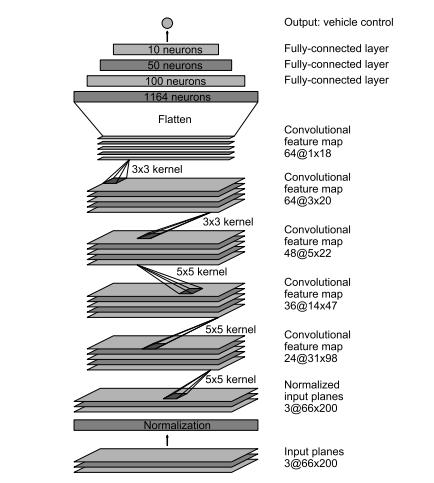 Output: vehicle control
10 neurons
Fully-connected layer
50 neurons
Fully-connected layer
100 neurons
Fully-connected layer
1164 neurons
Flatten
Convolutional
feature map
64@1x18
3x3 kernel
Convolutional
feature map
64@3x20
3x3 kernel
Convolutional
feature map
48@5x22
5x5 kernel
Convolutional
feature map
36@14x47
5x5 kernel
Convolutional
feature map
24@31x98
5x5 kernel
Normalized
input planes
3@66x200
Normalization
Input planes
3@66x200